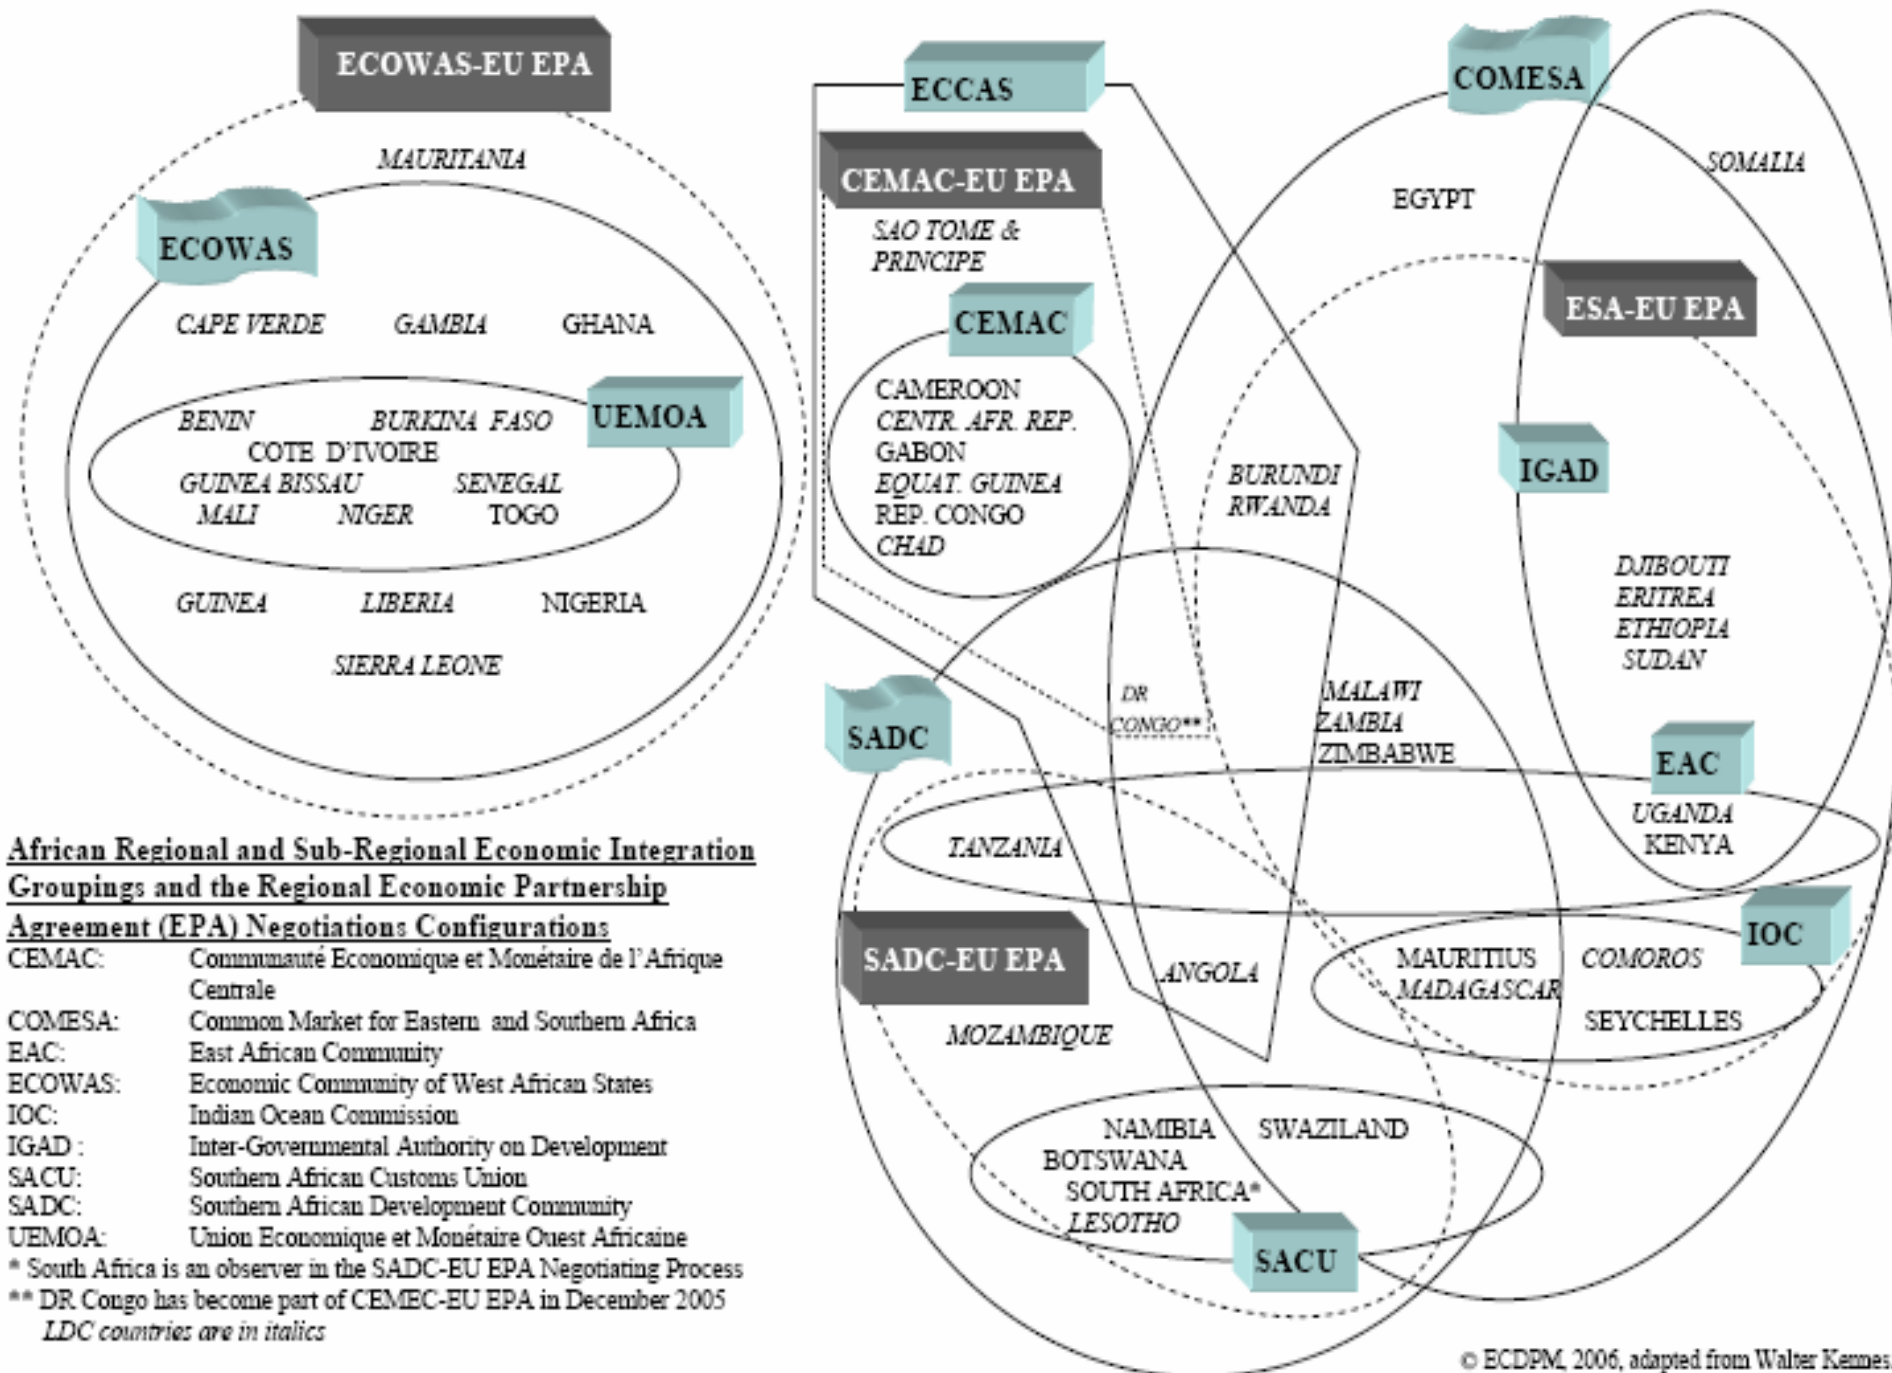 ECOWAS-EU EPA
MAURITANIA
ECOWAS
CAPE VERDE GAMBIA GHANA
UEMOA
BENIN BURKINA FASO
COTE D'IVOIRE
GUINEA BISSAU SENEGAL
MALI NIGER TOGO
GUINEA LIBERIA NIGERIA
SIERRA LEONE
ECCAS
CEMAC-EU EPA
SAO TOME &
PRINCIPE
CEMAC
CAMEROON
CENTR. AFR. REP.
GABON
EQUAT. GUINEA
REP. CONGO
CHAD
COMESA
SOMALIA
EGYPT
ESA-EU EPA
IGAD
BURUNDI
RWANDA
DJIBOUTI
ERITREA
ETHIOPIA
SUDAN
DR
CONGO**
MALAWI
ZAMBIA
ZIMBABWE
SADC
EAC
UGANDA
KENYA
TANZANIA
IOC
MAURITIUS COMOROS
MADAGASCAR
SEYCHELLES
SADC-EU EPA
ANGOLA
MOZAMBIQUE
NAMIBIA SWAZILAND
BOTSWANA
SOUTH AFRICA*
LESOTHO
SACU
African Regional and Sub-Regional Economic Integration
Groupings and the Regional Economic Partnership
Agreement (EPA) Negotiations Configurations
CEMAC: Communauté Economique et Monétaire de l'Afrique
Centrale
COMESA: Common Market for Eastern and Southern Africa
EAC: East African Community
ECOWAS: Economic Community of West African States
IOC: Indian Ocean Commission
IGAD : Inter-Governmental Authority on Development
SACU: Southern African Customs Union
SADC: Southern African Development Community
UEMOA: Union Economique et Monétaire Ouest Africaine
* South Africa is an observer in the SADC-EU EPA Negotiating Process
** DR Congo has become part of CEMEC-EU EPA in December 2005
LDC countries are in italics
© ECDPM, 2006, adapted from Walter Kennes.